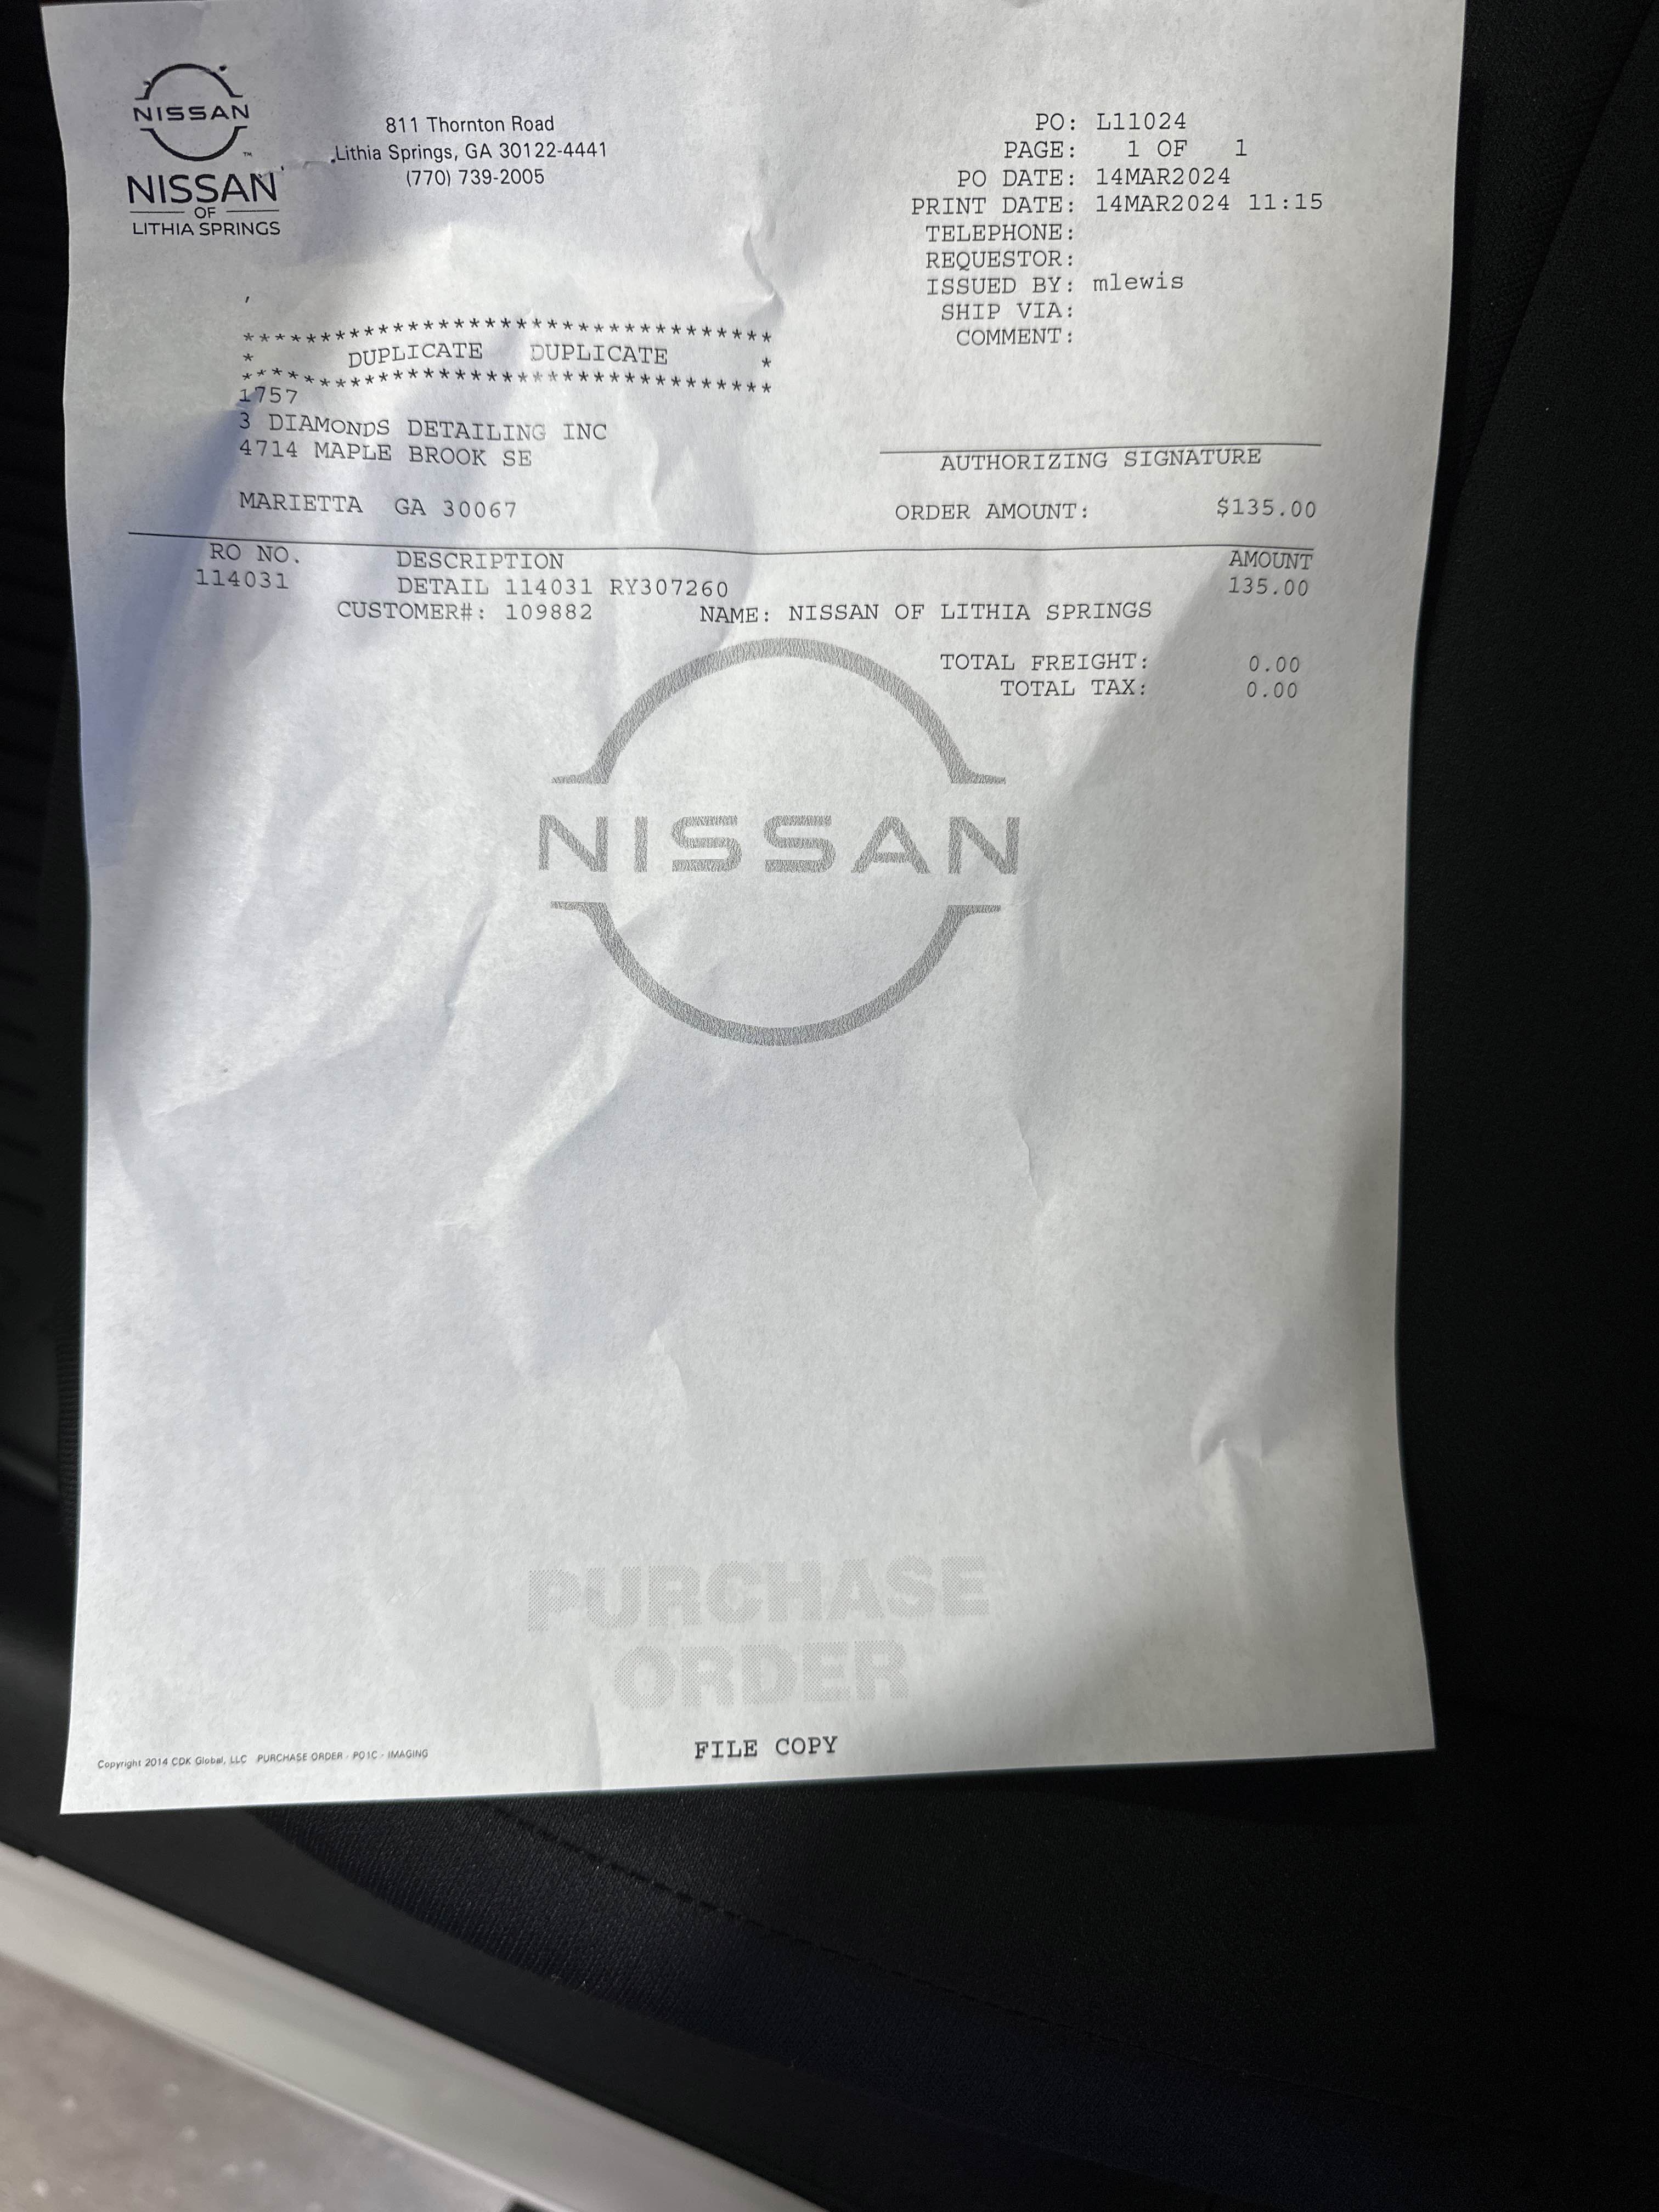 NISSAN
NISSAN
OF
LITHIA SPRINGS
811 Thornton Road
Lithia Springs, GA 30122-4441
(770) 739-2005
PO: L11024
PAGE: 1 OF 1
PO DATE: 14MAR2024
PRINT DATE: 14MAR2024 11:15
TELEPHONE:
REQUESTOR:
ISSUED BY: mlewis
SHIP VIA:
COMMENT:
***********************************
* DUPLICATE DUPLICATE *
***********************************
1757
3 DIAMONDS DETAILING INC
4714 MAPLE BROOK SE
MARIETTA GA 30067
AUTHORIZING SIGNATURE
ORDER AMOUNT: $135.00
RO NO. DESCRIPTION AMOUNT
114031 DETAIL 114031 RY307260 135.00
CUSTOMER#: 109882 NAME: NISSAN OF LITHIA SPRINGS
TOTAL FREIGHT: 0.00
TOTAL TAX: 0.00
NISSAN
PURCHASE
ORDER
FILE COPY
Copyright 2014 CDK Global, LLC PURCHASE ORDER - PO1C - IMAGING